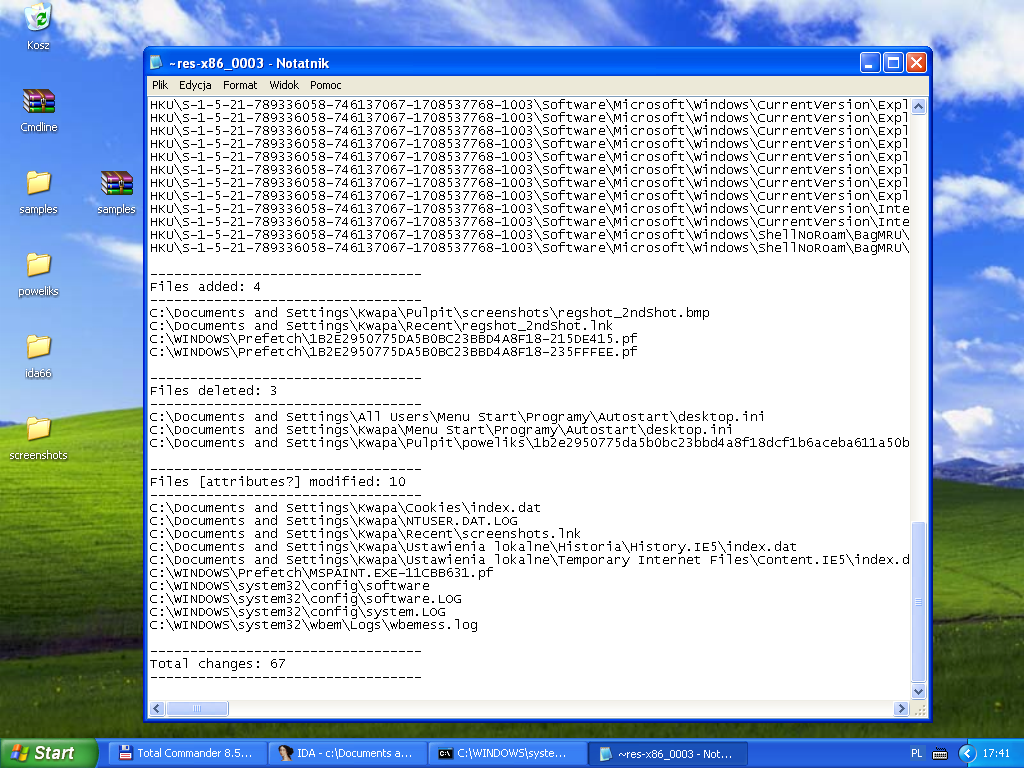 Kosz
Cmdline
samples
samples
poweliks
ida66
screenshots
~res-x86_0003 - Notatnik
Plik Edycja Format Widok Pomoc
HKU\S-1-5-21-789336058-746137067-1708537768-1003\Software\Microsoft\Windows\CurrentVersion\Expl
HKU\S-1-5-21-789336058-746137067-1708537768-1003\Software\Microsoft\Windows\CurrentVersion\Expl
HKU\S-1-5-21-789336058-746137067-1708537768-1003\Software\Microsoft\Windows\CurrentVersion\Expl
HKU\S-1-5-21-789336058-746137067-1708537768-1003\Software\Microsoft\Windows\CurrentVersion\Expl
HKU\S-1-5-21-789336058-746137067-1708537768-1003\Software\Microsoft\Windows\CurrentVersion\Expl
HKU\S-1-5-21-789336058-746137067-1708537768-1003\Software\Microsoft\Windows\CurrentVersion\Expl
HKU\S-1-5-21-789336058-746137067-1708537768-1003\Software\Microsoft\Windows\CurrentVersion\Expl
HKU\S-1-5-21-789336058-746137067-1708537768-1003\Software\Microsoft\Windows\CurrentVersion\Expl
HKU\S-1-5-21-789336058-746137067-1708537768-1003\Software\Microsoft\Windows\CurrentVersion\Inte
HKU\S-1-5-21-789336058-746137067-1708537768-1003\Software\Microsoft\Windows\CurrentVersion\Inte
HKU\S-1-5-21-789336058-746137067-1708537768-1003\Software\Microsoft\Windows\ShellNoRoam\BagMRU\
HKU\S-1-5-21-789336058-746137067-1708537768-1003\Software\Microsoft\Windows\ShellNoRoam\BagMRU\
----------------------------------
Files added: 4
----------------------------------
C:\Documents and Settings\Kwapa\Pulpit\screenshots\regshot_2ndShot.bmp
C:\Documents and Settings\Kwapa\Recent\regshot_2ndShot.lnk
C:\WINDOWS\Prefetch\1B2E2950775DA5B0BC23BBD4A8F18-215DE415.pf
C:\WINDOWS\Prefetch\1B2E2950775DA5B0BC23BBD4A8F18-235FFFEE.pf
----------------------------------
Files deleted: 3
----------------------------------
C:\Documents and Settings\All Users\Menu Start\Programy\Autostart\desktop.ini
C:\Documents and Settings\Kwapa\Menu Start\Programy\Autostart\desktop.ini
C:\Documents and Settings\Kwapa\Pulpit\poweliks\1b2e2950775da5b0bc23bbd4a8f18dcf1b6aceba611a50b
----------------------------------
Files [attributes?] modified: 10
----------------------------------
C:\Documents and Settings\Kwapa\Cookies\index.dat
C:\Documents and Settings\Kwapa\NTUSER.DAT.LOG
C:\Documents and Settings\Kwapa\Recent\screenshots.lnk
C:\Documents and Settings\Kwapa\Ustawienia lokalne\Historia\History.IE5\index.dat
C:\Documents and Settings\Kwapa\Ustawienia lokalne\Temporary Internet Files\Content.IE5\index.d
C:\WINDOWS\Prefetch\MSPAINT.EXE-11CBB631.pf
C:\WINDOWS\system32\config\software
C:\WINDOWS\system32\config\software.LOG
C:\WINDOWS\system32\config\system.LOG
C:\WINDOWS\system32\wbem\Logs\wbemess.log
----------------------------------
Total changes: 67
----------------------------------
Start
Total Commander 8.5...
IDA - c:\Documents a...
C:\WINDOWS\syste...
~res-x86_0003 - Not...
PL
17:41